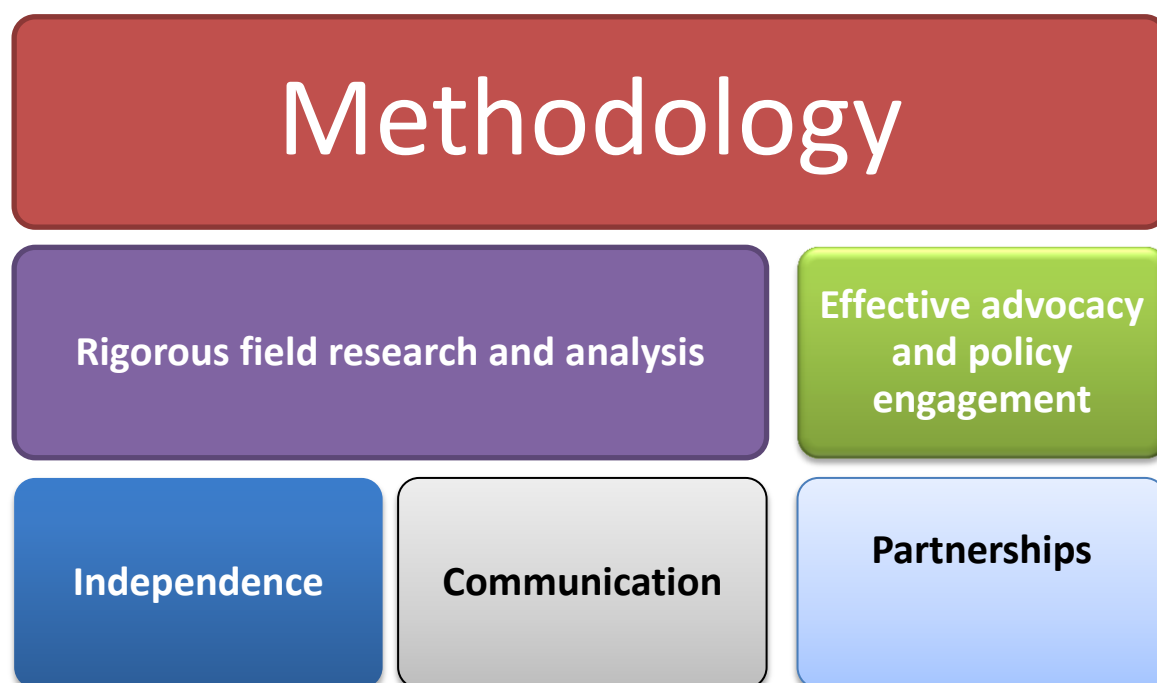 Methodology
Rigorous field research and analysis
Effective advocacy
and policy
engagement
Independence
Communication
Partnerships